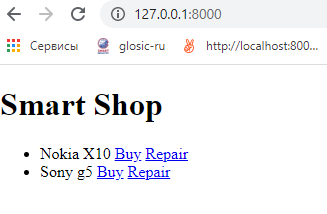 127.0.0.1:8000
Сервисы glosic-ru http://localhost:800...
Smart Shop
Nokia X10 Buy Repair
Sony g5 Buy Repair